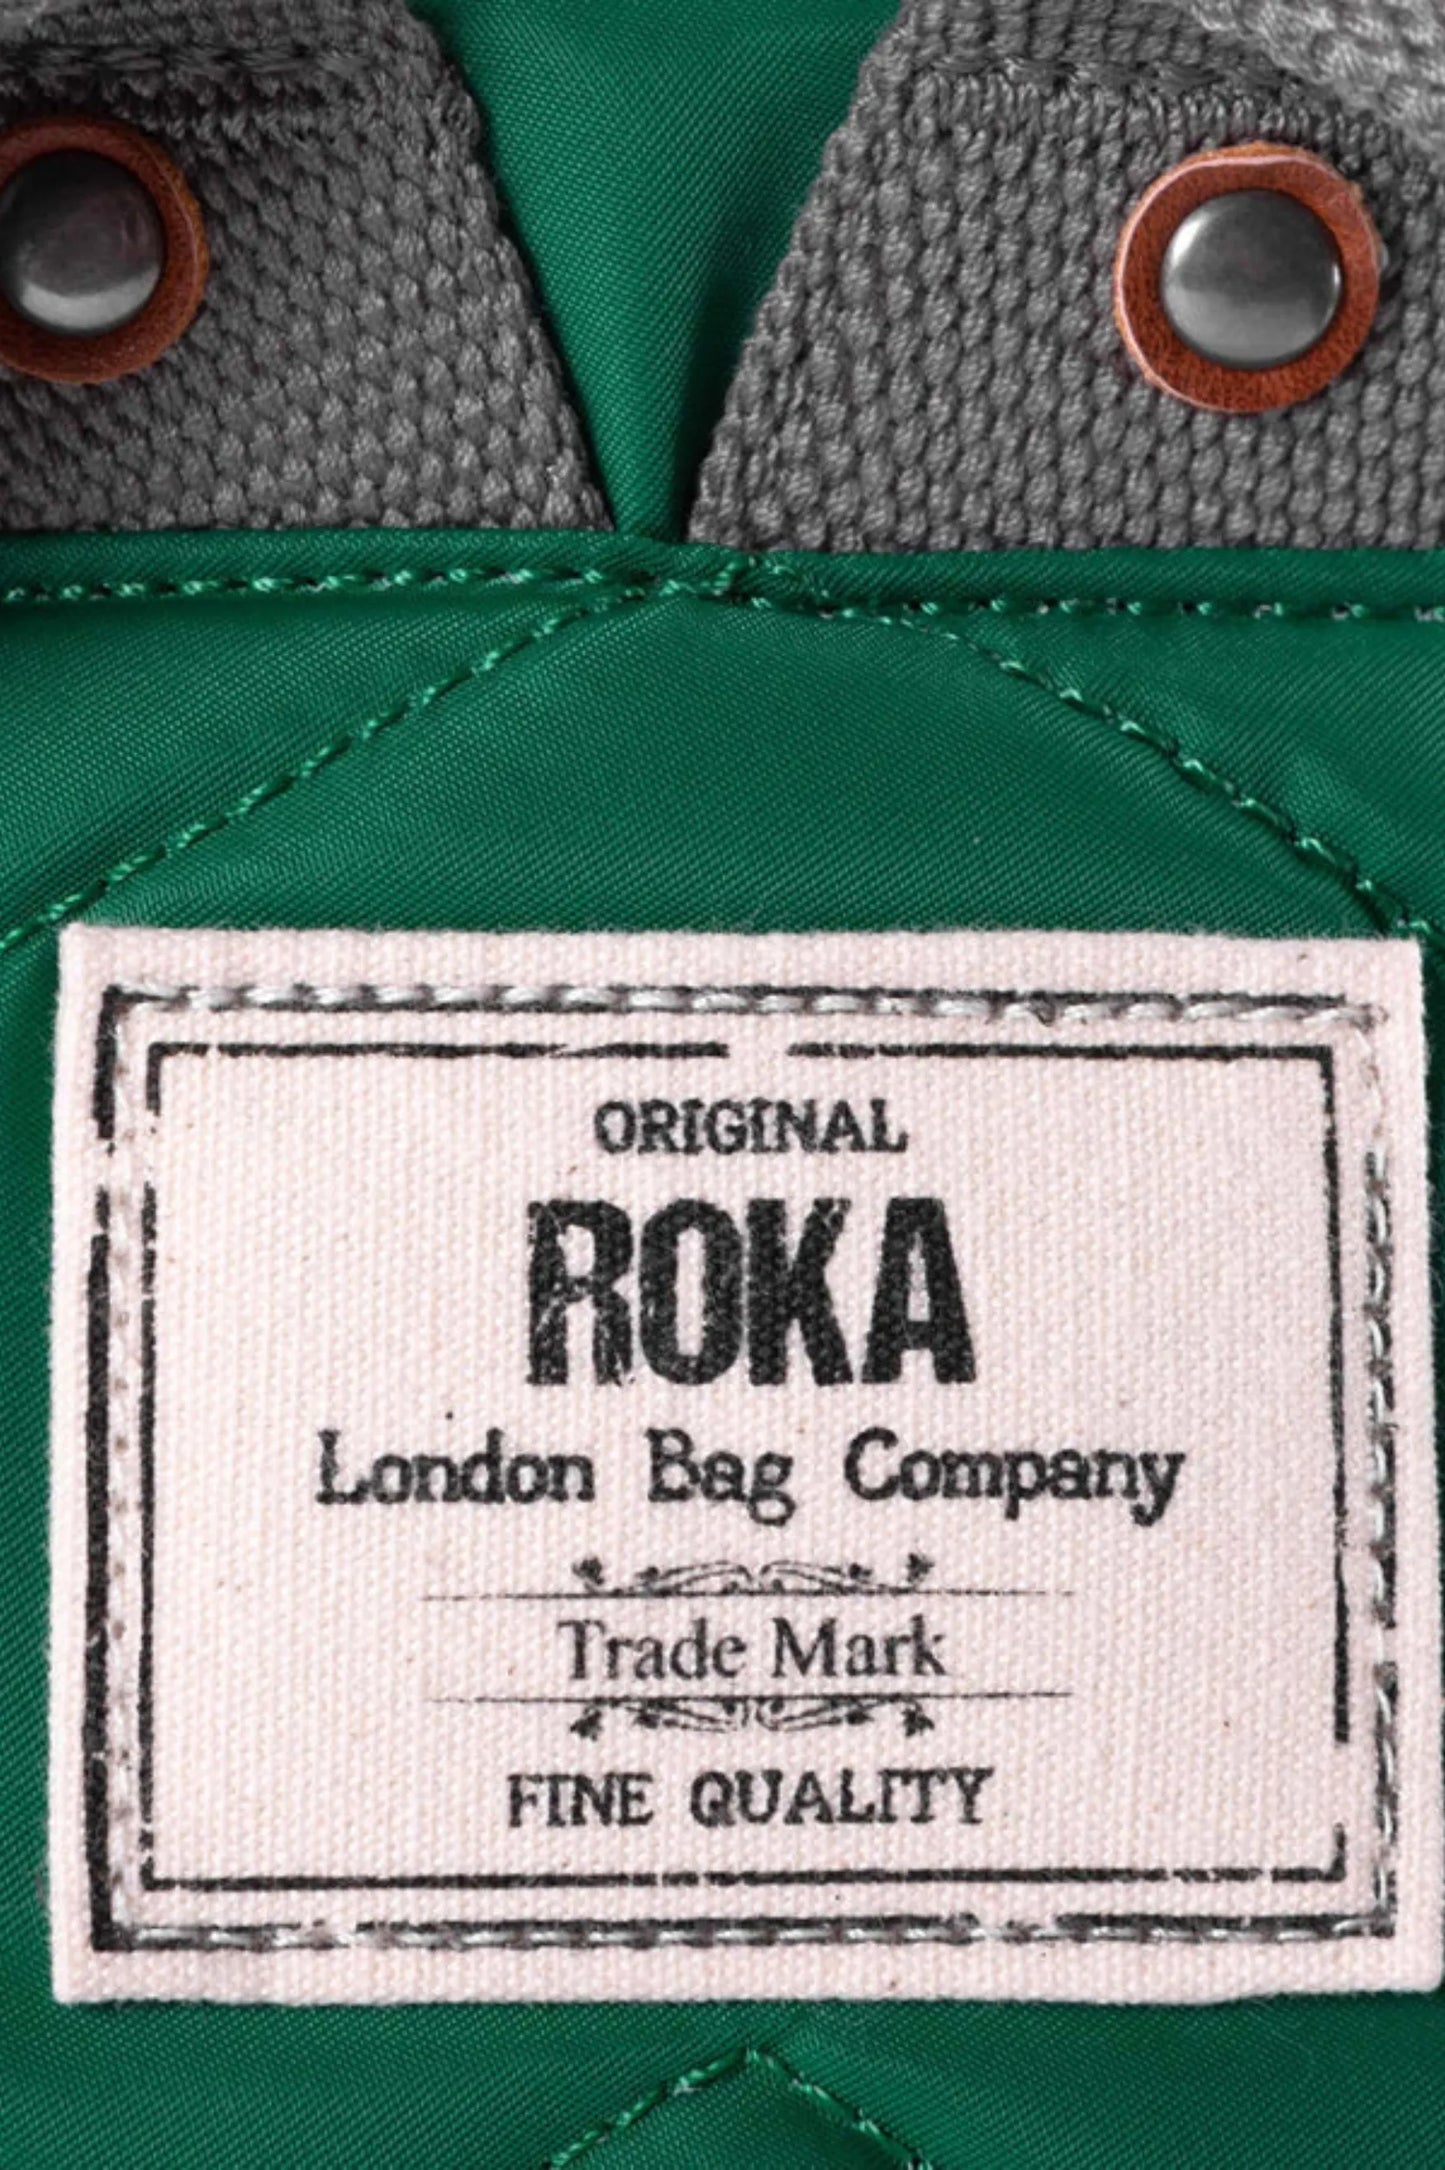 ORIGINAL
ROKA
London Bag Company
Trade Mark
FINE QUALITY